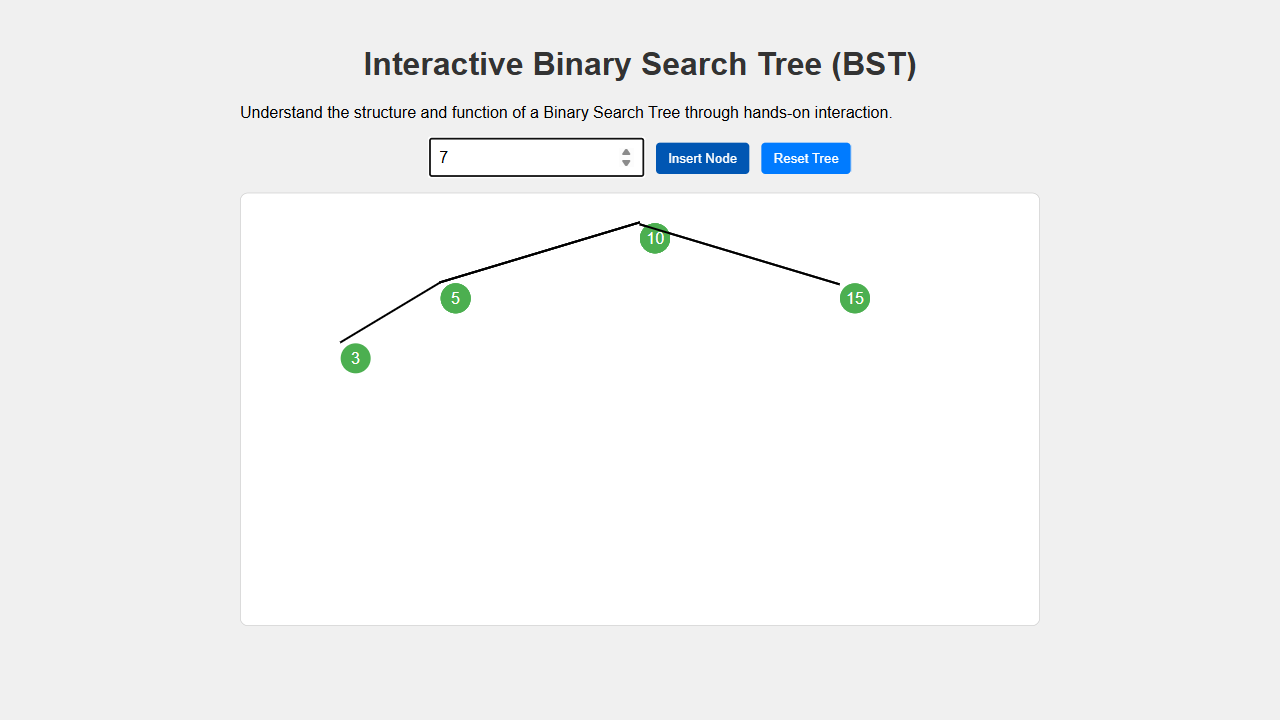 Interactive Binary Search Tree (BST)
Understand the structure and function of a Binary Search Tree through hands-on interaction.
7 Insert Node Reset Tree
10
5 15
3